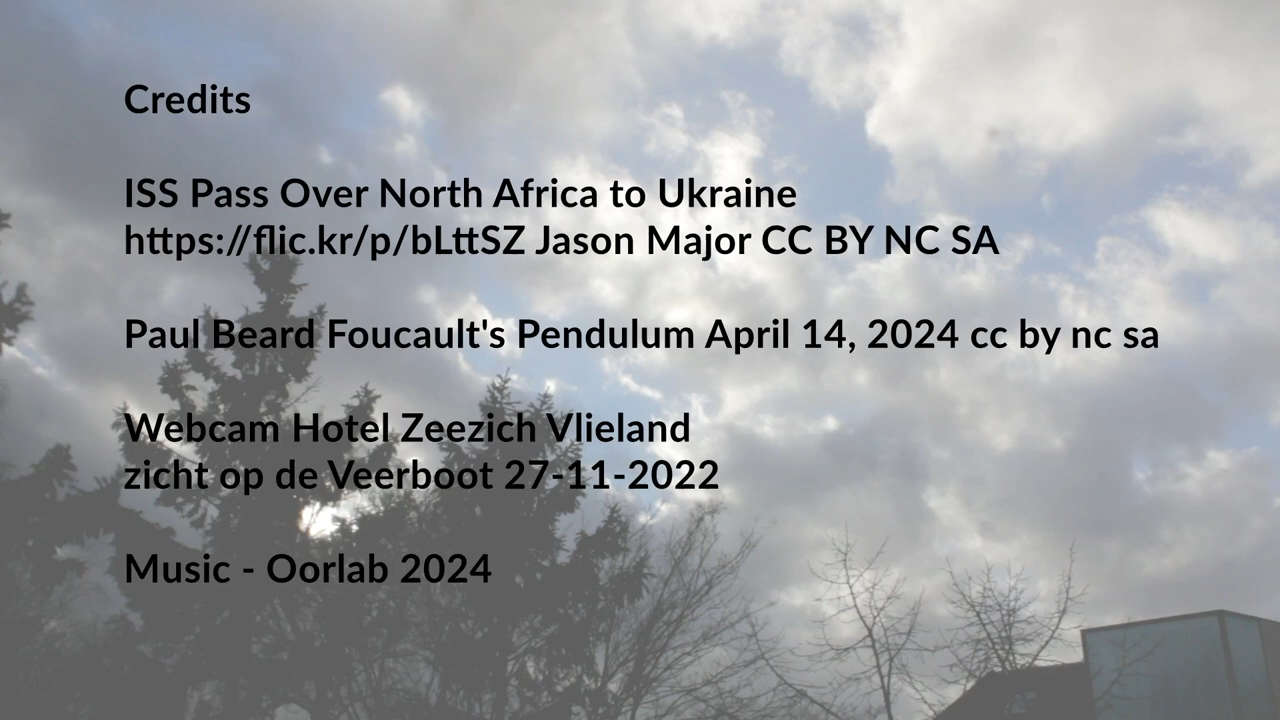 Credits
ISS Pass Over North Africa to Ukraine
https://flic.kr/p/bLttSZ Jason Major CC BY NC SA
Paul Beard Foucault's Pendulum April 14, 2024 cc by nc sa
Webcam Hotel Zeezich Vlieland
zicht op de Veerboot 27-11-2022
Music - Oorlab 2024